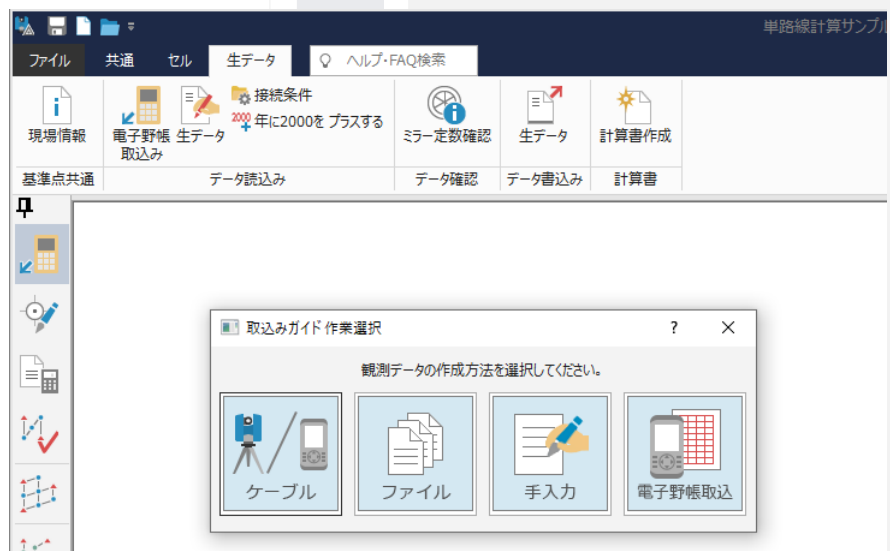 単路線計算サンプル
ファイル 共通 セル 生データ ヘルプ・FAQ検索
現場情報
電子野帳取込み
生データ
接続条件
2000 年に2000を プラスする
ミラー定数確認
生データ
計算書作成
基準点共通 データ読込み データ確認 データ書込み 計算書
取込みガイド 作業選択 ?
観測データの作成方法を選択してください。
ケーブル ファイル 手入力 電子野帳取込